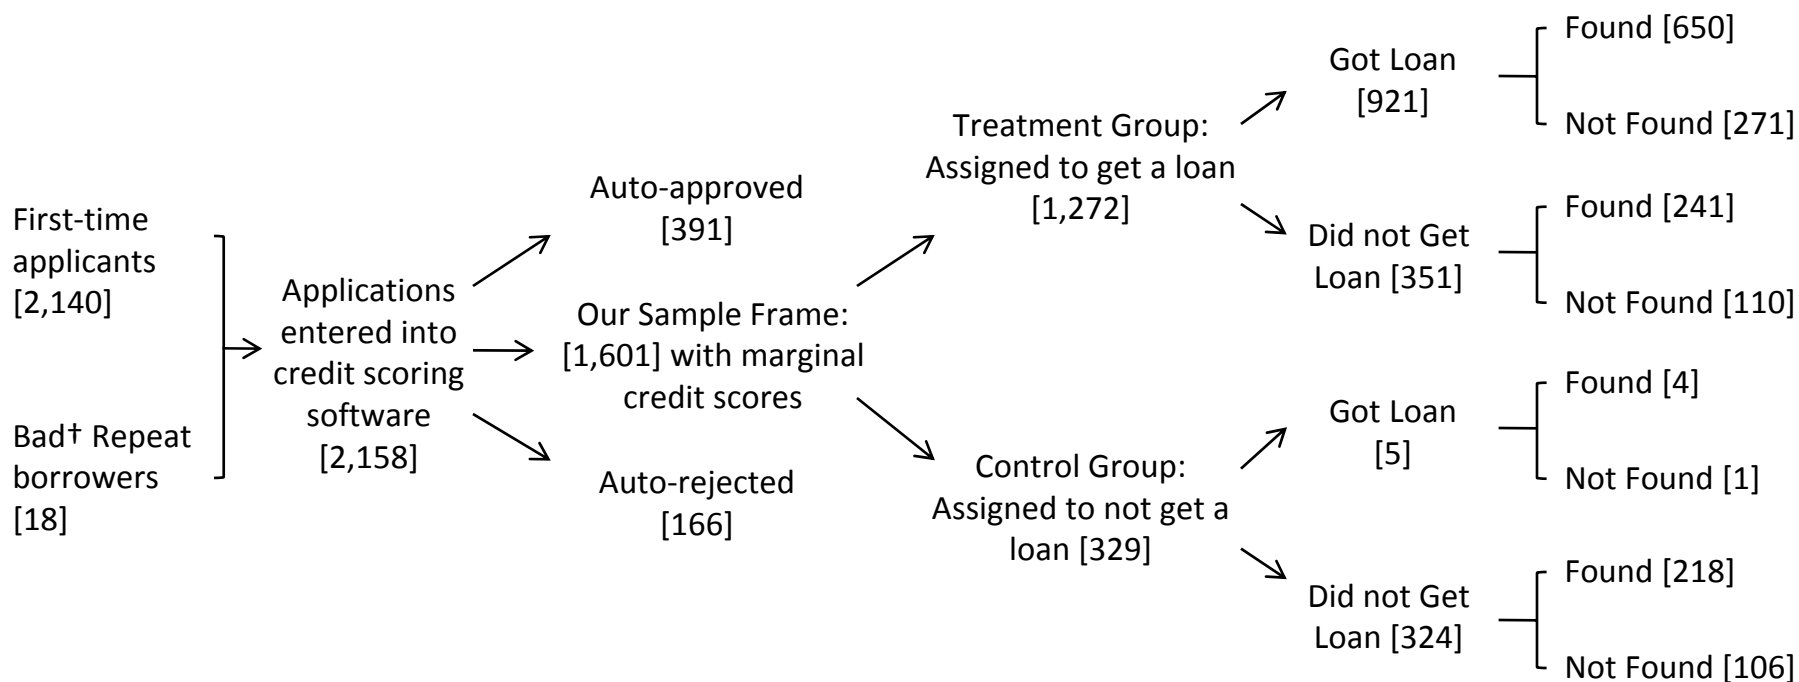 First-time
applicants
[2,140]
Bad† Repeat
borrowers
[18]
Applications
entered into
credit scoring
software
[2,158]
Auto-approved
[391]
Our Sample Frame:
[1,601] with marginal
credit scores
Auto-rejected
[166]
Treatment Group:
Assigned to get a loan
[1,272]
Control Group:
Assigned to not get a
loan [329]
Got Loan
[921]
Did not Get
Loan [351]
Got Loan
[5]
Did not Get
Loan [324]
Found [650]
Not Found [271]
Found [241]
Not Found [110]
Found [4]
Not Found [1]
Found [218]
Not Found [106]